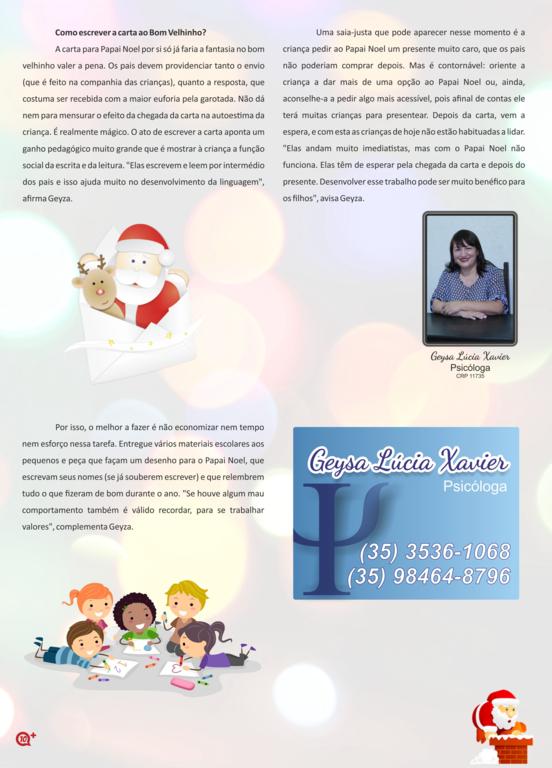 Como escrever a carta ao Bom Velhinho?
A carta para Papai Noel por si só já faria a fantasia no bom
velhinho valer a pena. Os pais devem providenciar tanto o envio
(que é feito na companhia das crianças), quanto a resposta, que
costuma ser recebida com a maior euforia pela garotada. Não dá
nem para mensurar o efeito da chegada da carta na autoestima da
criança. É realmente mágico. O ato de escrever a carta aponta um
ganho pedagógico muito grande que é mostrar à criança a função
social da escrita e da leitura. "Elas escrevem e leem por intermédio
dos pais e isso ajuda muito no desenvolvimento da linguagem",
afirma Geyza.
Por isso, o melhor a fazer é não economizar nem tempo
nem esforço nessa tarefa. Entregue vários materiais escolares aos
pequenos e peça que façam um desenho para o Papai Noel, que
escrevam seus nomes (se já souberem escrever) e que relembrem
tudo o que fizeram de bom durante o ano. "Se houve algum mau
comportamento também é válido recordar, para se trabalhar
valores", complementa Geyza.
Uma saia-justa que pode aparecer nesse momento é a
criança pedir ao Papai Noel um presente muito caro, que os pais
não poderiam comprar depois. Mas é contornável: oriente a
criança a dar mais de uma opção ao Papai Noel ou, ainda,
aconselhe-a a pedir algo mais acessível, pois afinal de contas ele
terá muitas crianças para presentear. Depois da carta, vem a
espera, e com esta as crianças de hoje não estão habituadas a lidar.
"Elas andam muito imediatistas, mas com o Papai Noel não
funciona. Elas têm de esperar pela chegada da carta e depois do
presente. Desenvolver esse trabalho pode ser muito benéfico para
os filhos", avisa Geyza.
Geysa Lúcia Xavier
Psicóloga
CRP 11735
Geysa Lúcia Xavier
Psicóloga
Ψ
(35) 3536-1068
(35) 98464-8796